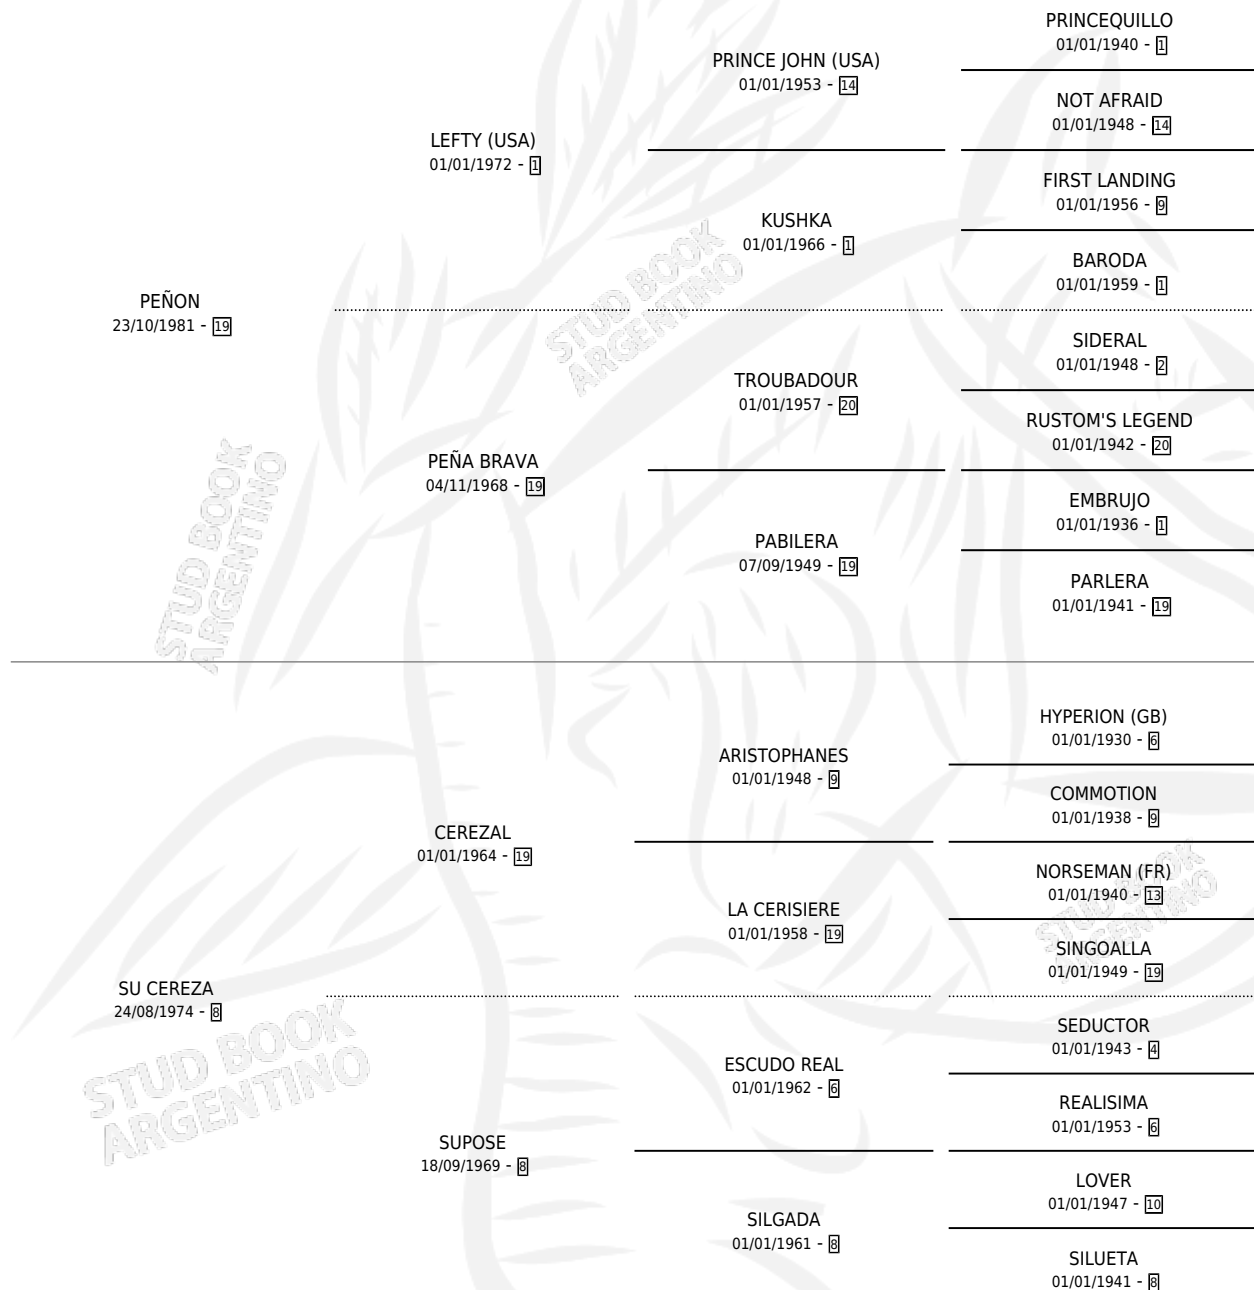 PRINCEQUILLO
01/01/1940 - 1
PRINCE JOHN (USA)
01/01/1953 - 14
NOT AFRAID
01/01/1948 - 14
LEFTY (USA)
01/01/1972 - 1
FIRST LANDING
01/01/1956 - 9
KUSHKA
01/01/1966 - 1
BARODA
01/01/1959 - 1
PEÑON
23/10/1981 - 19
SIDERAL
01/01/1948 - 2
TROUBADOUR
01/01/1957 - 20
RUSTOM'S LEGEND
01/01/1942 - 20
PEÑA BRAVA
04/11/1968 - 19
EMBRUJO
01/01/1936 - 1
PABILERA
07/09/1949 - 19
PARLERA
01/01/1941 - 19
HYPERION (GB)
01/01/1930 - 6
ARISTOPHANES
01/01/1948 - 9
COMMOTION
01/01/1938 - 9
CEREZAL
01/01/1964 - 19
NORSEMAN (FR)
01/01/1940 - 13
LA CERISIERE
01/01/1958 - 19
SINGOALLA
01/01/1949 - 19
SU CEREZA
24/08/1974 - 8
SEDUCTOR
01/01/1943 - 4
ESCUDO REAL
01/01/1962 - 6
REALISIMA
01/01/1953 - 6
SUPOSE
18/09/1969 - 8
LOVER
01/01/1947 - 10
SILGADA
01/01/1961 - 8
SILUETA
01/01/1941 - 8
STUD BOOK
ARGENTINO
STUD BOOK
ARGENTINO
STUD BOOK
ARGENTINO
STUD BOOK
ARGENTINO